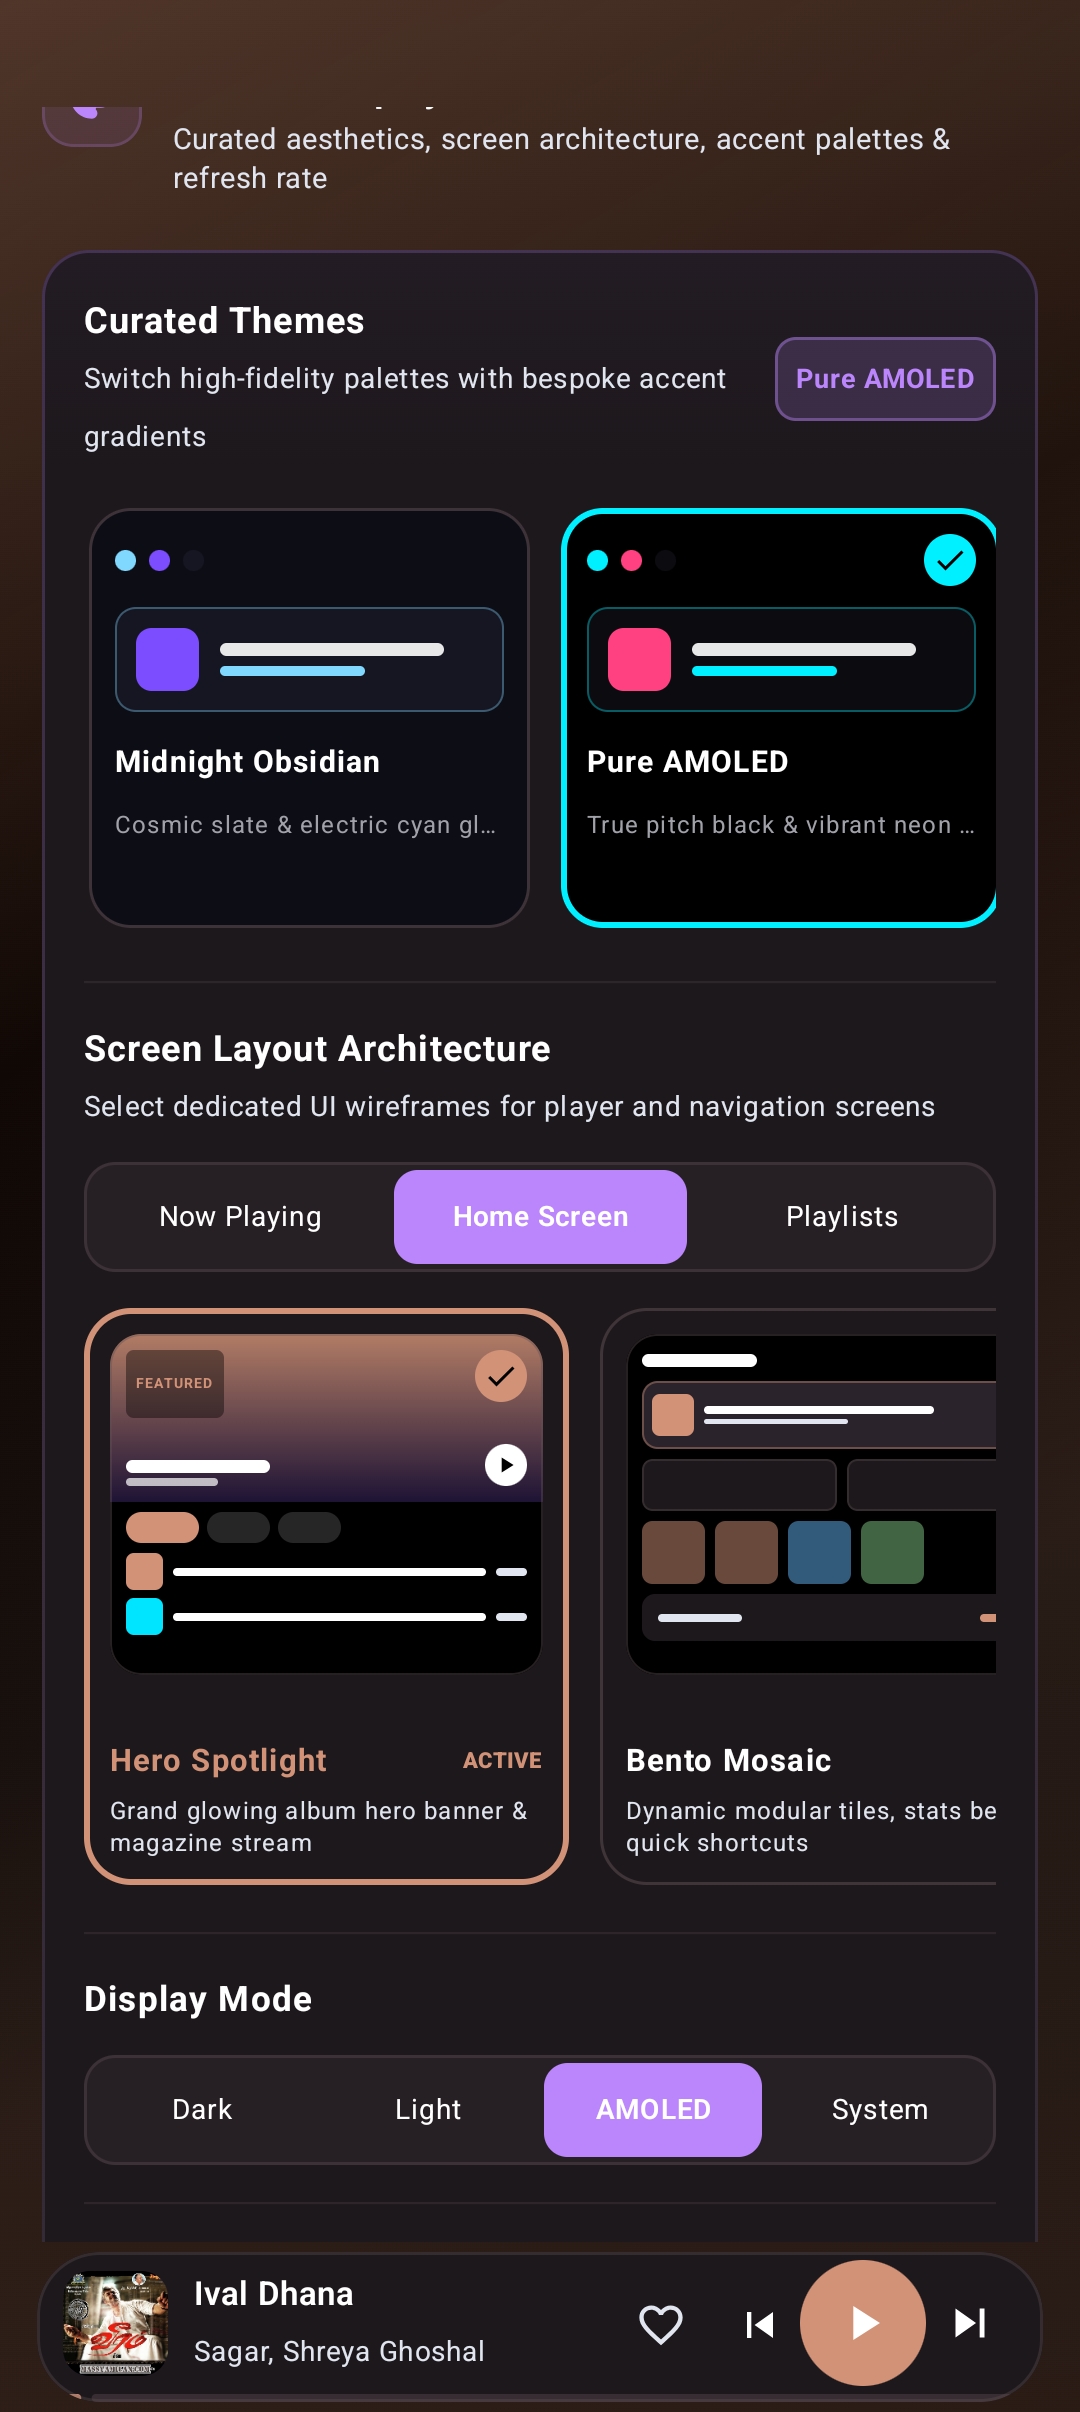 Curated aesthetics, screen architecture, accent palettes &
refresh rate
Curated Themes
Switch high-fidelity palettes with bespoke accent
gradients
Pure AMOLED
Midnight Obsidian
Cosmic slate & electric cyan gl...
Pure AMOLED
True pitch black & vibrant neon ...
Screen Layout Architecture
Select dedicated UI wireframes for player and navigation screens
Now Playing
Home Screen
Playlists
FEATURED
Hero Spotlight
ACTIVE
Grand glowing album hero banner &
magazine stream
Bento Mosaic
Dynamic modular tiles, stats be
quick shortcuts
Display Mode
Dark
Light
AMOLED
System
வீரம்
Ival Dhana
Sagar, Shreya Ghoshal